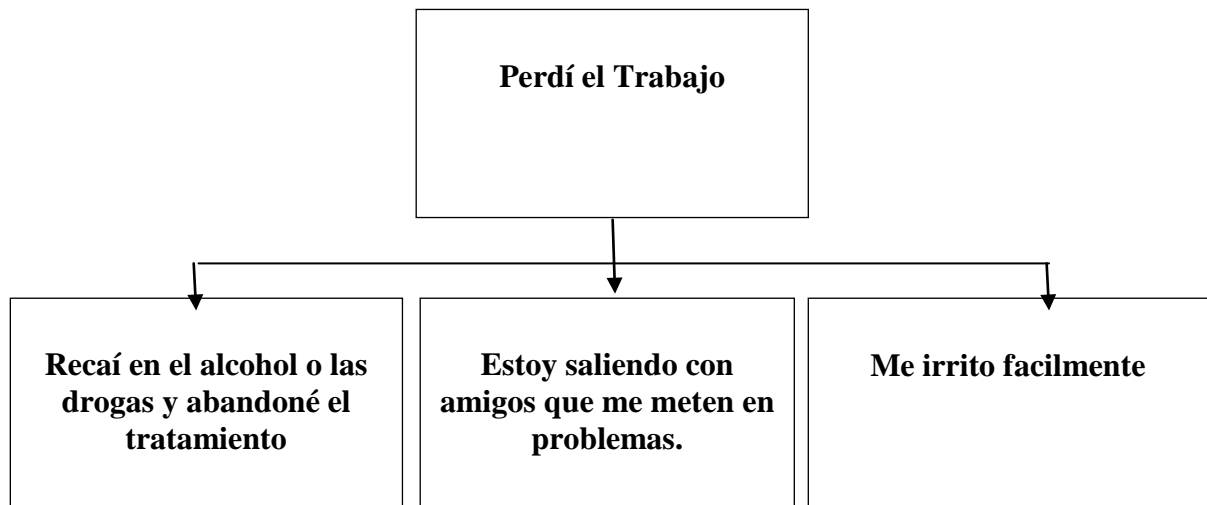 Perdí el Trabajo
Recaí en el alcohol o las
drogas y abandoné el
tratamiento
Estoy saliendo con
amigos que me meten en
problemas.
Me irrito facilmente